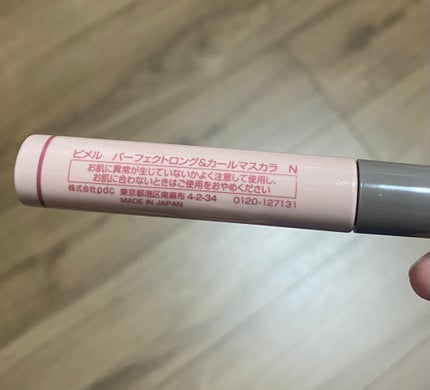 ピメル パーフェクトロング&カールマスカラ N
お肌に異常が生じていないかよく注意して使用し、
お肌に合わないときはご使用をおやめください
株式会社pdc 東京都港区南麻布 4-2-34 0120-127131
MADE IN JAPAN